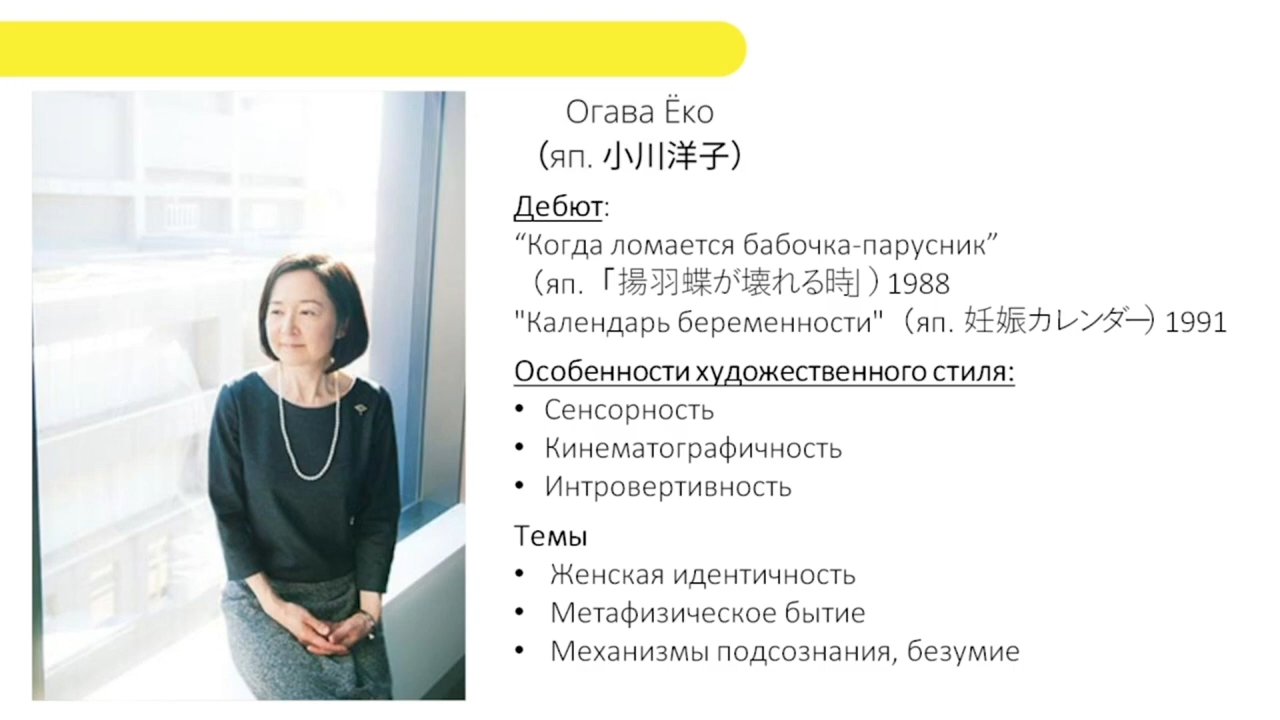 Огава Ёко
（яп. 小川洋子）
Дебют:
“Когда ломается бабочка-парусник”
（яп. 「揚羽蝶が壊れる時」) 1988
"Календарь беременности" （яп. 妊娠カレンダー） 1991
Особенности художественного стиля:
• Сенсорность
• Кинематографичность
• Интровертивность
Темы
• Женская идентичность
• Метафизическое бытие
• Механизмы подсознания, безумие